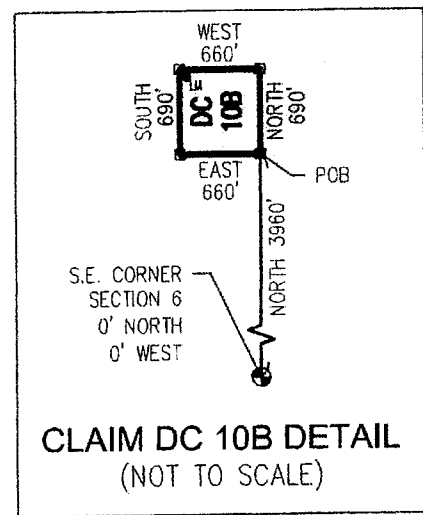 WEST
660'
SOUTH
690'
DC
10B
NORTH
690'
EAST
660'
POB
NORTH 3960'
S.E. CORNER
SECTION 6
0' NORTH
0' WEST
CLAIM DC 10B DETAIL
(NOT TO SCALE)